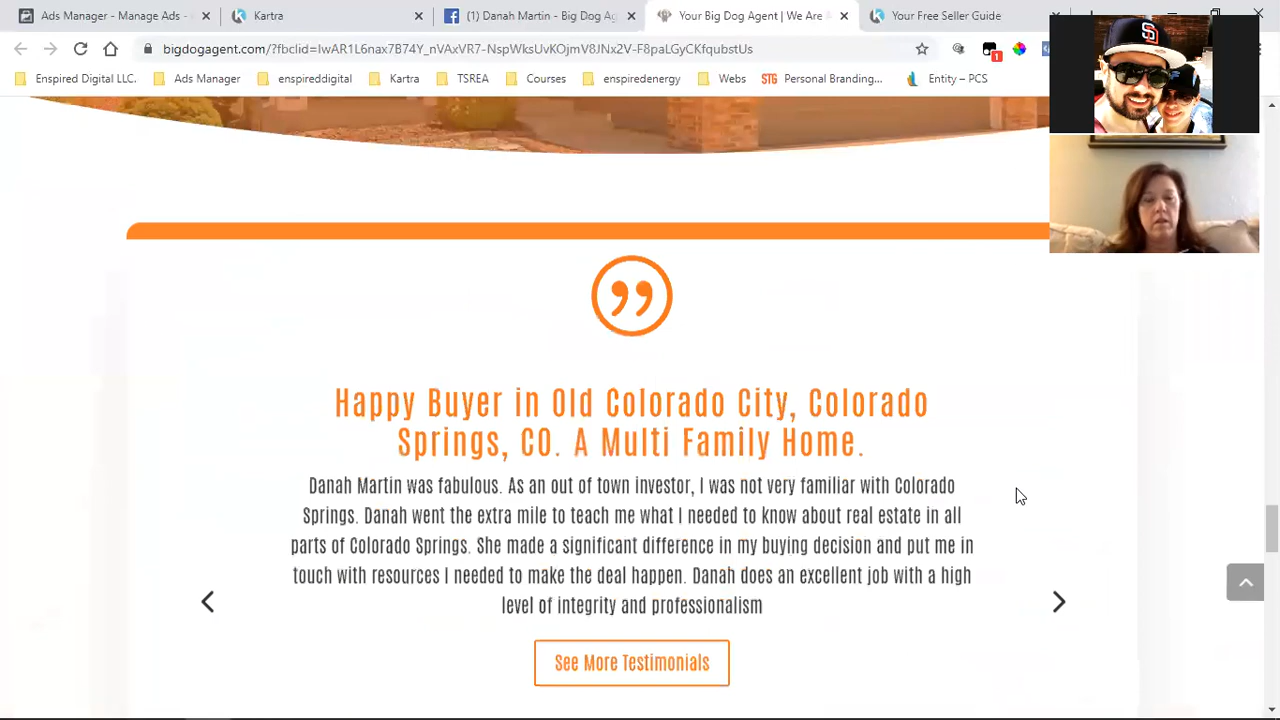 Ads Manager - Manage Ads -
Kartra
(1) Danah Martin - Big Dog Ag
Your Big Dog Agent | We Are A
Your Free Seller Guide
bigdogagent.com/?fbclid=
Enspired Digital LLC.
Ads Manager
enspireddigital
Kartra
TSREA
Courses
enspiredenergy
Webs
STG
Personal Branding...
Entity – PCS
1
Happy Buyer in Old Colorado City, Colorado
Springs, CO. A Multi Family Home.
Danah Martin was fabulous. As an out of town investor, I was not very familiar with Colorado
Springs. Danah went the extra mile to teach me what I needed to know about real estate in all
parts of Colorado Springs. She made a significant difference in my buying decision and put me in
touch with resources I needed to make the deal happen. Danah does an excellent job with a high
level of integrity and professionalism
See More Testimonials